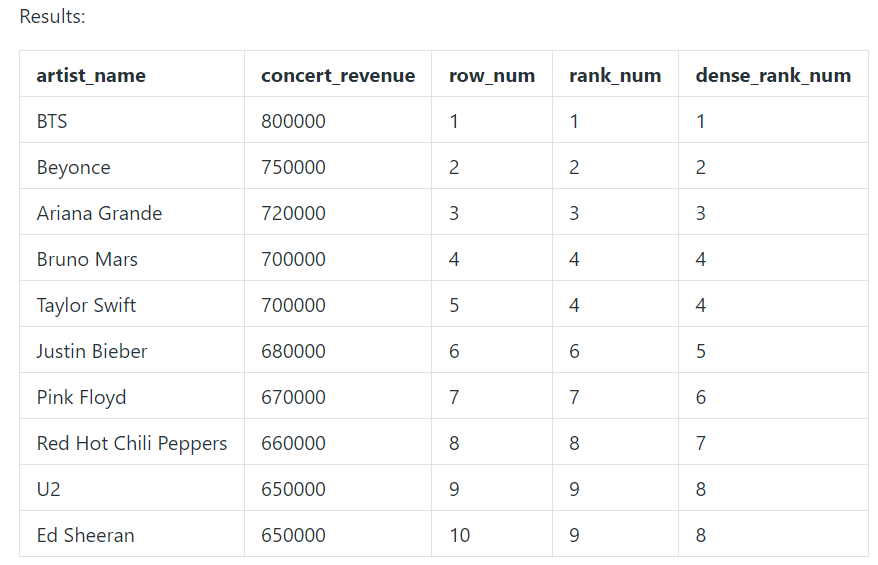 Results:
artist_name concert_revenue row_num rank_num dense_rank_num
BTS 800000 1 1 1
Beyonce 750000 2 2 2
Ariana Grande 720000 3 3 3
Bruno Mars 700000 4 4 4
Taylor Swift 700000 5 4 4
Justin Bieber 680000 6 6 5
Pink Floyd 670000 7 7 6
Red Hot Chili Peppers 660000 8 8 7
U2 650000 9 9 8
Ed Sheeran 650000 10 9 8